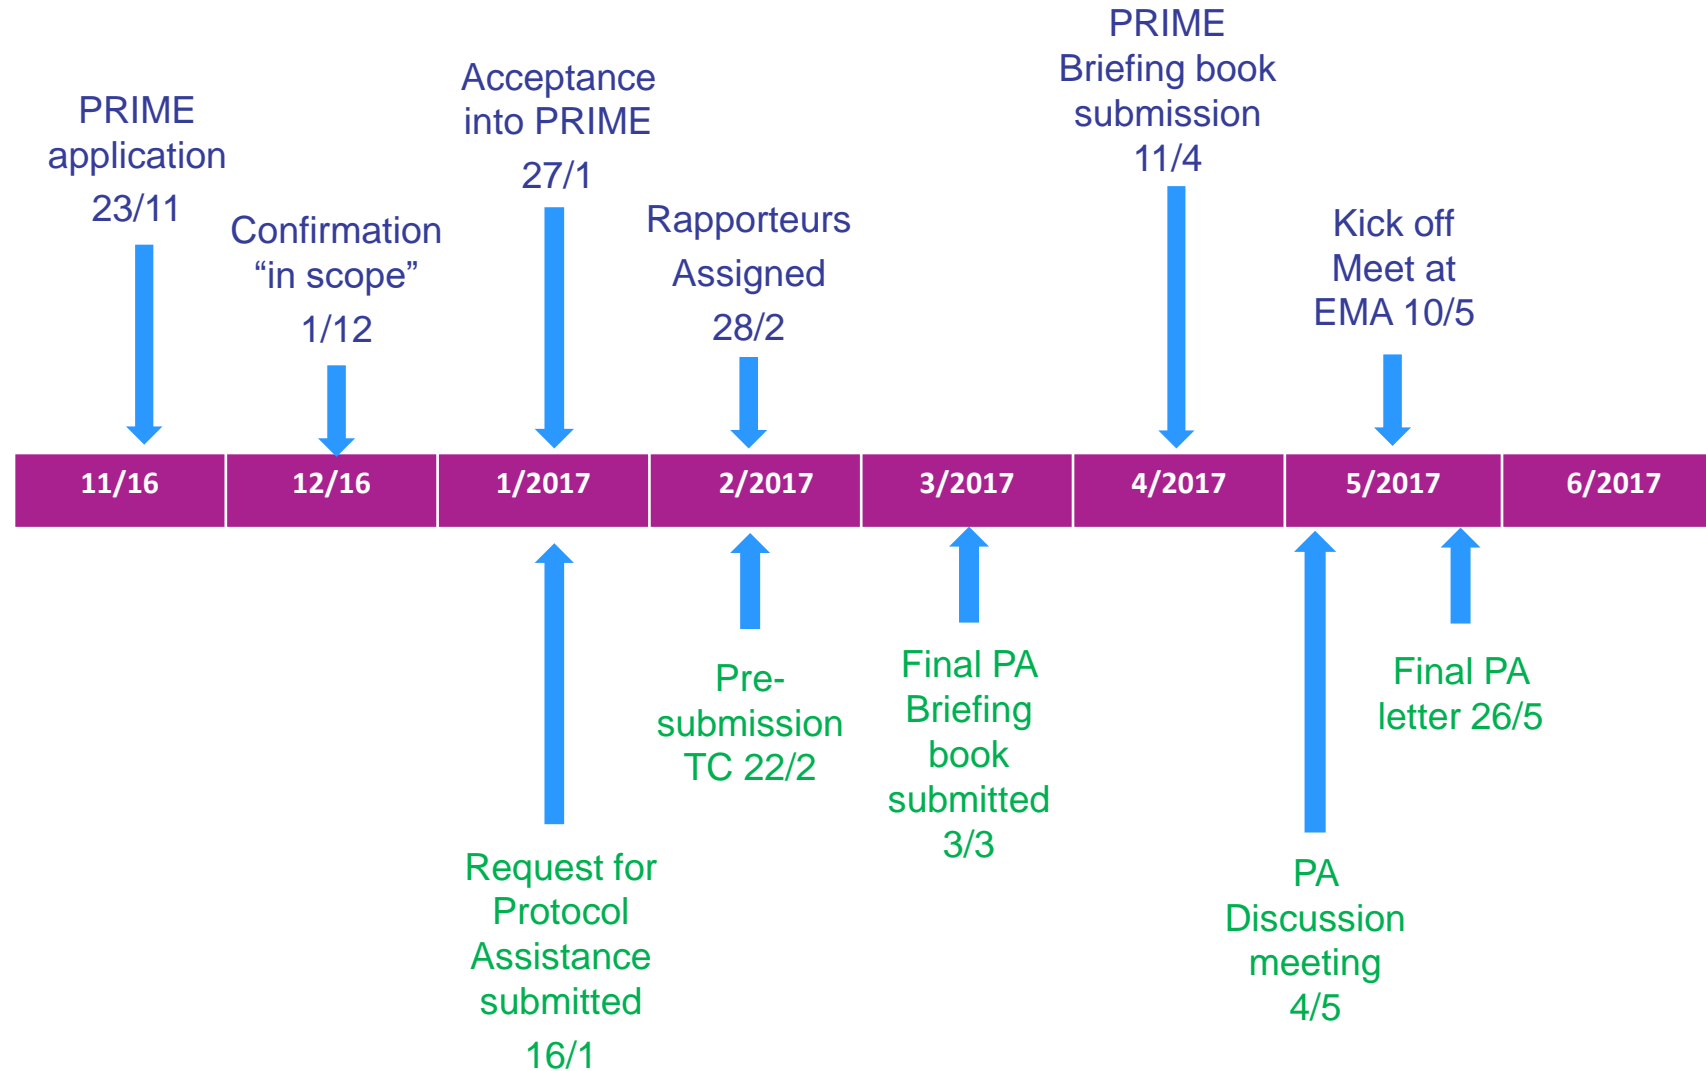 PRIME
application
23/11
Confirmation
“in scope”
1/12
Acceptance
into PRIME
27/1
Rapporteurs
Assigned
28/2
PRIME
Briefing book
submission
11/4
Kick off
Meet at
EMA 10/5
11/16
12/16
1/2017
2/2017
3/2017
4/2017
5/2017
6/2017
Request for
Protocol
Assistance
submitted
16/1
Pre-
submission
TC 22/2
Final PA
Briefing
book
submitted
3/3
PA
Discussion
meeting
4/5
Final PA
letter 26/5